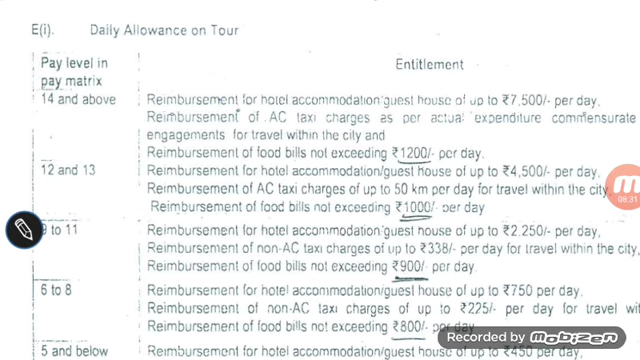 E(i). Daily Allowance on Tour
Pay level in pay matrix
Entitlement
14 and above
Reimbursement for hotel accommodation/guest house of up to ₹7,500/- per day,
Reimbursement of AC taxi charges as per actual expenditure commensurate
engagements for travel within the city and
Reimbursement of food bills not exceeding ₹1200/- per day.
12 and 13
Reimbursement for hotel accommodation/guest house of up to ₹4,500/- per day,
Reimbursement of AC taxi charges of up to 50 km per day for travel within the city
Reimbursement of food bills not exceeding ₹1000/- per day
9 to 11
Reimbursement for hotel accommodation/guest house of up to ₹2,250/- per day,
Reimbursement of non-AC taxi charges of up to ₹338/- per day for travel within the city,
Reimbursement of food bills not exceeding ₹900/- per day.
6 to 8
Reimbursement for hotel accommodation/guest house of up to ₹750 per day.
Reimbursement of non-AC taxi charges of up to ₹225/- per day for travel
Reimbursement of food bills not exceeding ₹800/- per day
5 and below
Reimbursement for hotel accommodation/guest house of up to ₹450 per day,
M
08:31
Recorded by Mobizen